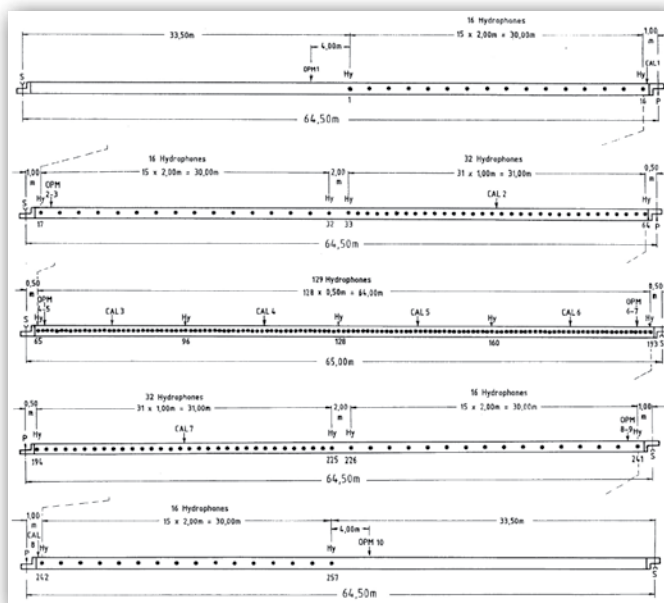 16 Hydrophones
33,50m
15 x 2,00m = 30,00m
1,00 m
4,00m
S
OPM1
Hy
Hy
CAL 1
1
16
P
64,50m
16 Hydrophones
32 Hydrophones
1,00 m
15 x 2,00m = 30,00m
2,00 m
31 x 1,00m = 31,00m
0,50 m
S
Hy
OPM 2-3
Hy
Hy
CAL 2
Hy
17
32
33
64
P
64,50m
129 Hydrophones
0,50 m
128 x 0,50m = 64,00m
0,50 m
S
Hy
OPM 4-5
CAL 3
Hy
CAL 4
Hy
CAL 5
Hy
CAL 6
OPM 6-7
Hy
65
96
128
160
193
S
65,00m
32 Hydrophones
16 Hydrophones
0,50 m
31 x 1,00m = 31,00m
2,00 m
15 x 2,00m = 30,00m
1,00 m
P
Hy
CAL 7
Hy
Hy
OPM 8-9
Hy
194
225
226
241
S
64,50m
16 Hydrophones
1,00 m
15 x 2,00m = 30,00m
33,50m
CAL 8
P
Hy
Hy
4,00m
OPM 10
242
257
S
64,50m